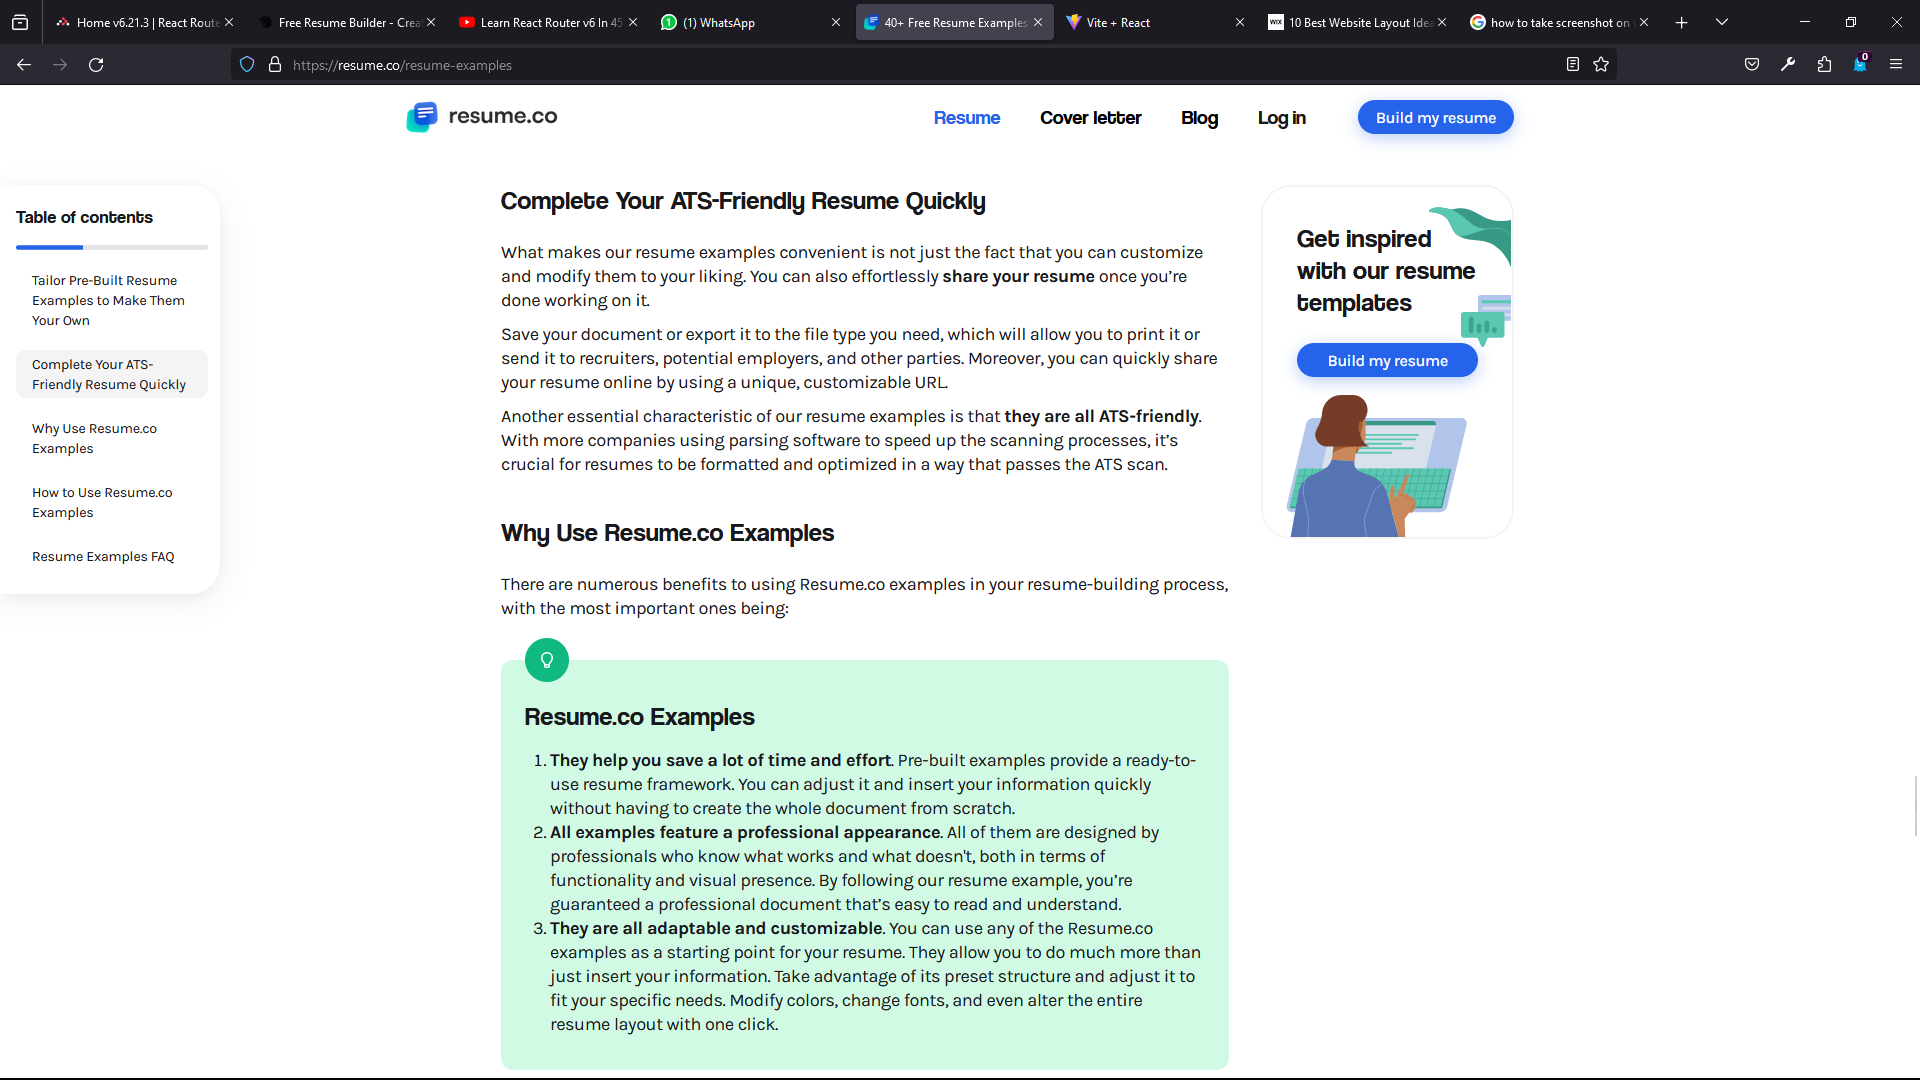 Home v6.21.3 | React Route
Free Resume Builder - Crea
Learn React Router v6 In 45
(1) WhatsApp
40+ Free Resume Examples
Vite + React
10 Best Website Layout Idea
how to take screenshot on
https://resume.co/resume-examples
0
resume.co
Resume
Cover letter
Blog
Log in
Build my resume
Table of contents
Tailor Pre-Built Resume
Examples to Make Them
Your Own
Complete Your ATS-
Friendly Resume Quickly
Why Use Resume.co
Examples
How to Use Resume.co
Examples
Resume Examples FAQ
Complete Your ATS-Friendly Resume Quickly
What makes our resume examples convenient is not just the fact that you can customize
and modify them to your liking. You can also effortlessly share your resume once you’re
done working on it.
Save your document or export it to the file type you need, which will allow you to print it or
send it to recruiters, potential employers, and other parties. Moreover, you can quickly share
your resume online by using a unique, customizable URL.
Another essential characteristic of our resume examples is that they are all ATS-friendly.
With more companies using parsing software to speed up the scanning processes, it’s
crucial for resumes to be formatted and optimized in a way that passes the ATS scan.
Why Use Resume.co Examples
There are numerous benefits to using Resume.co examples in your resume-building process,
with the most important ones being:
Resume.co Examples
1. They help you save a lot of time and effort. Pre-built examples provide a ready-to-
use resume framework. You can adjust it and insert your information quickly
without having to create the whole document from scratch.
2. All examples feature a professional appearance. All of them are designed by
professionals who know what works and what doesn't, both in terms of
functionality and visual presence. By following our resume example, you’re
guaranteed a professional document that’s easy to read and understand.
3. They are all adaptable and customizable. You can use any of the Resume.co
examples as a starting point for your resume. They allow you to do much more than
just insert your information. Take advantage of its preset structure and adjust it to
fit your specific needs. Modify colors, change fonts, and even alter the entire
resume layout with one click.
Get inspired
with our resume
templates
Build my resume